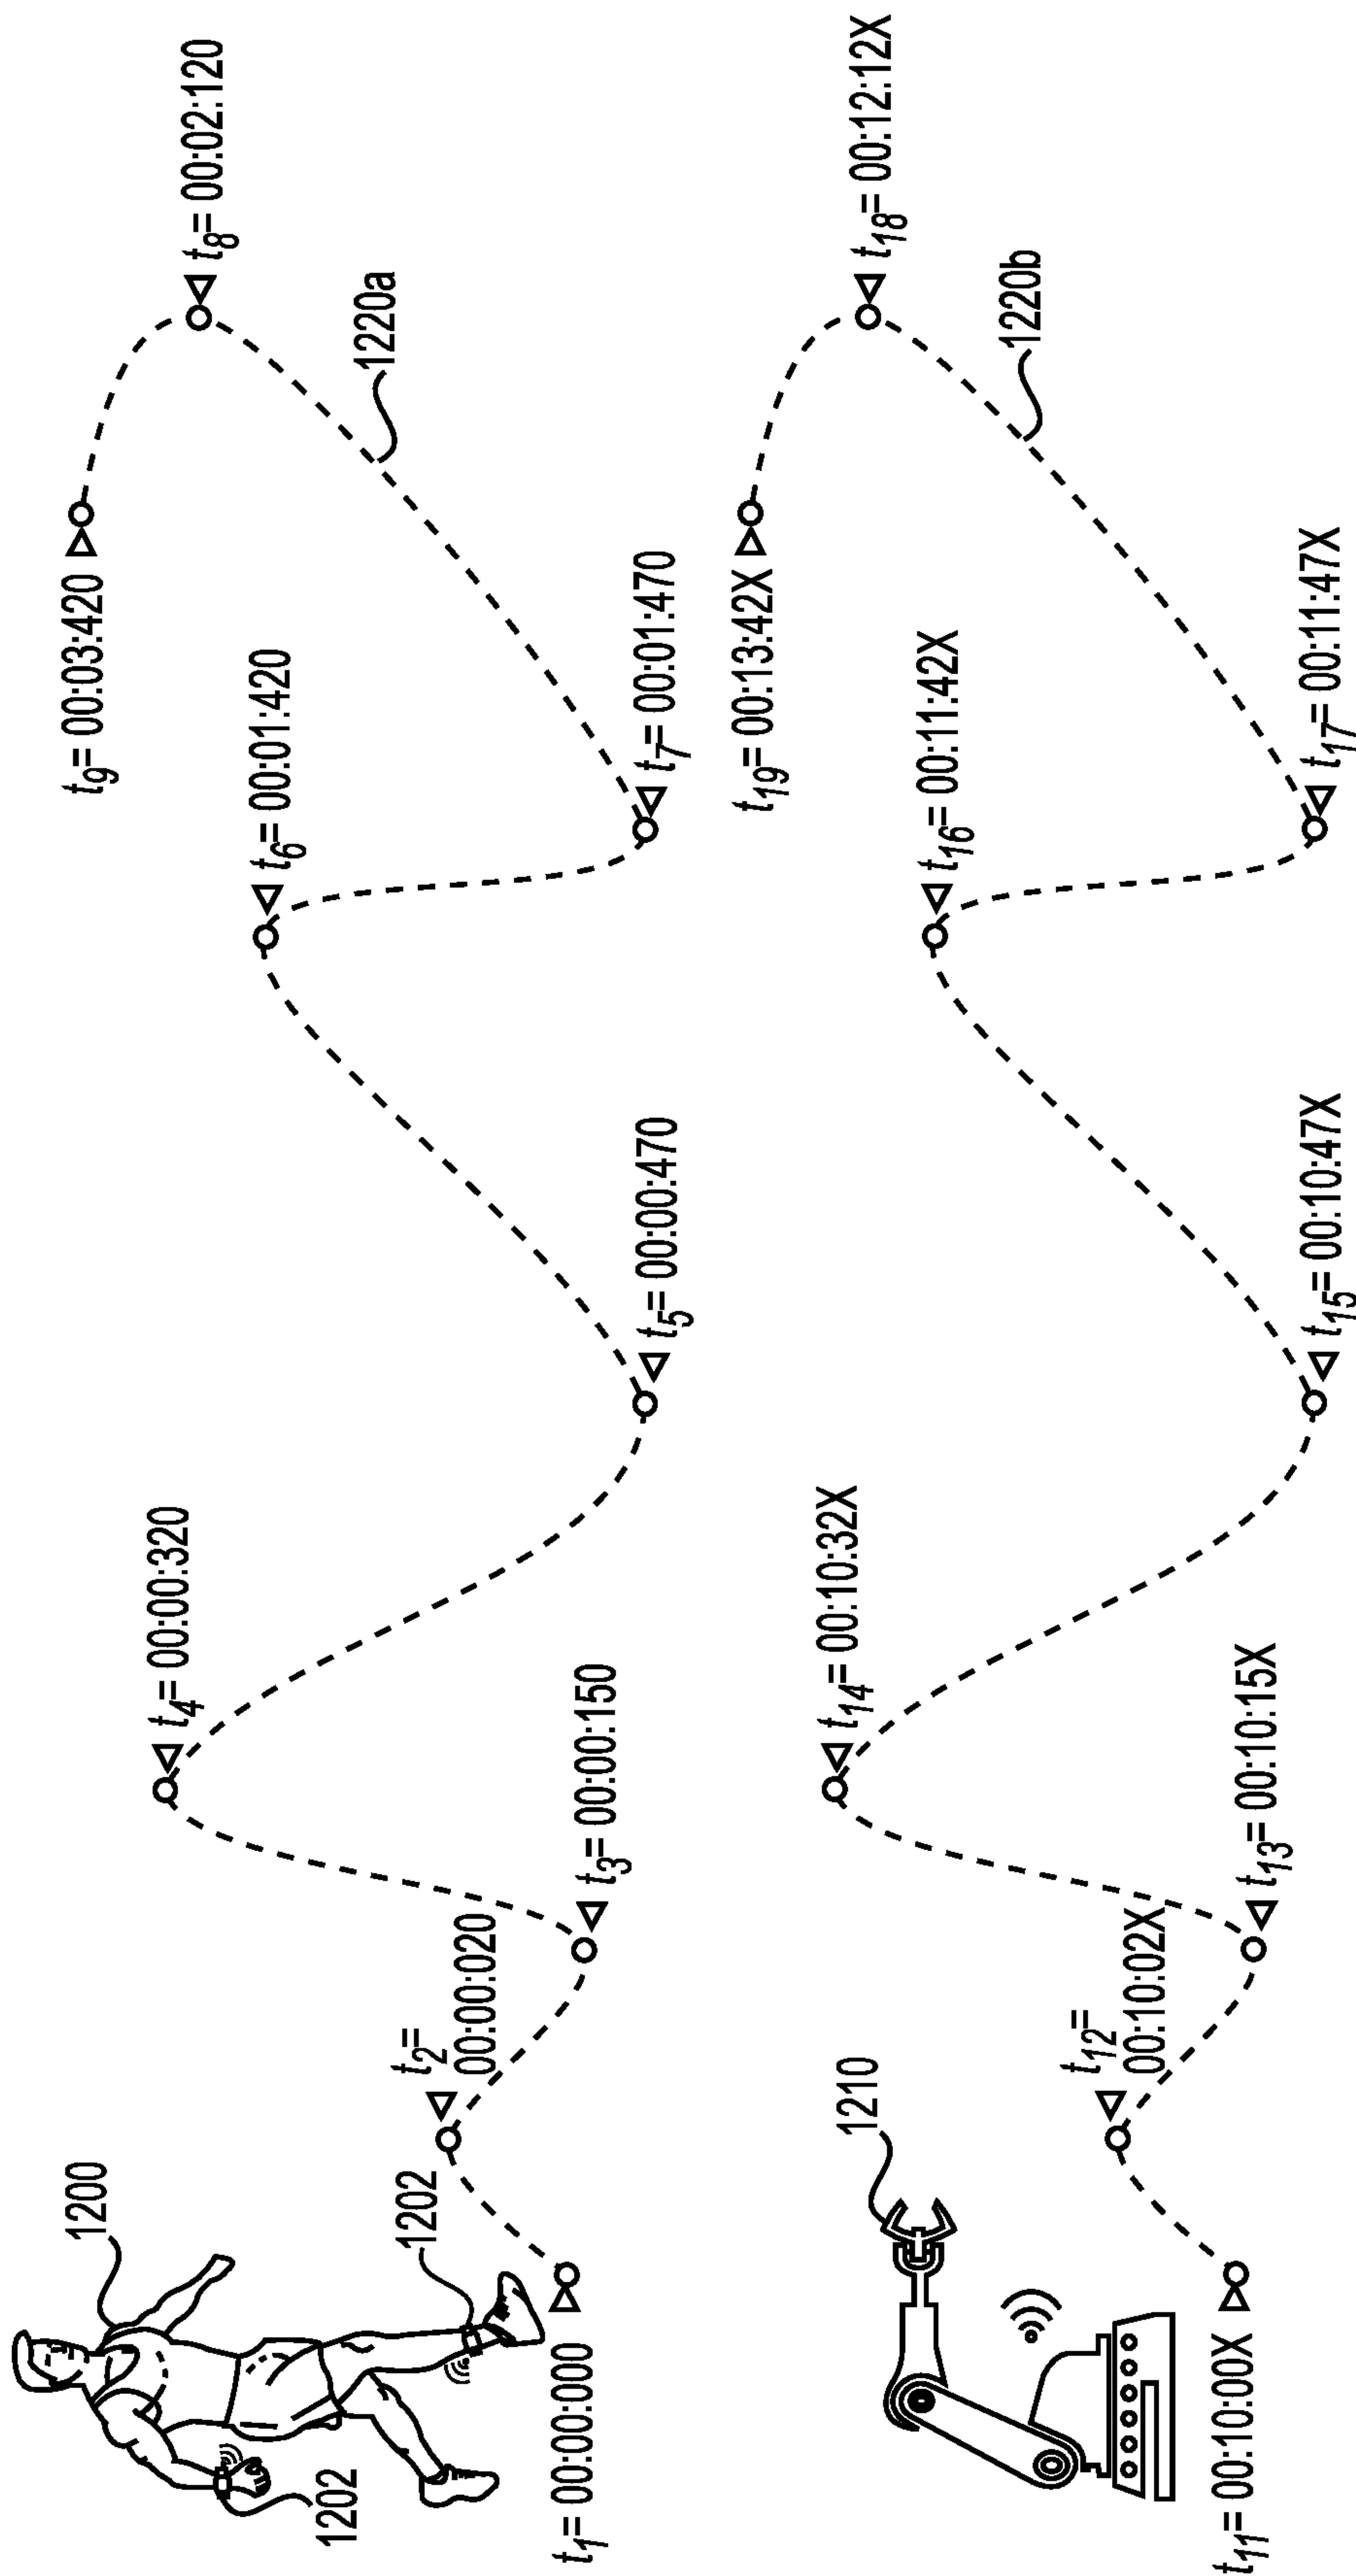 1200
1202
1202
t1= 00:00:000
t2=
00:00:020
t3= 00:00:150
t4= 00:00:320
t5= 00:00:470
t6= 00:01:420
t7= 00:01:470
t8= 00:02:120
t9= 00:03:420
1220a
1210
t11= 00:10:00X
t12=
00:10:02X
t13= 00:10:15X
t14= 00:10:32X
t15= 00:10:47X
t16= 00:11:42X
t17= 00:11:47X
t18= 00:12:12X
t19= 00:13:42X
1220b